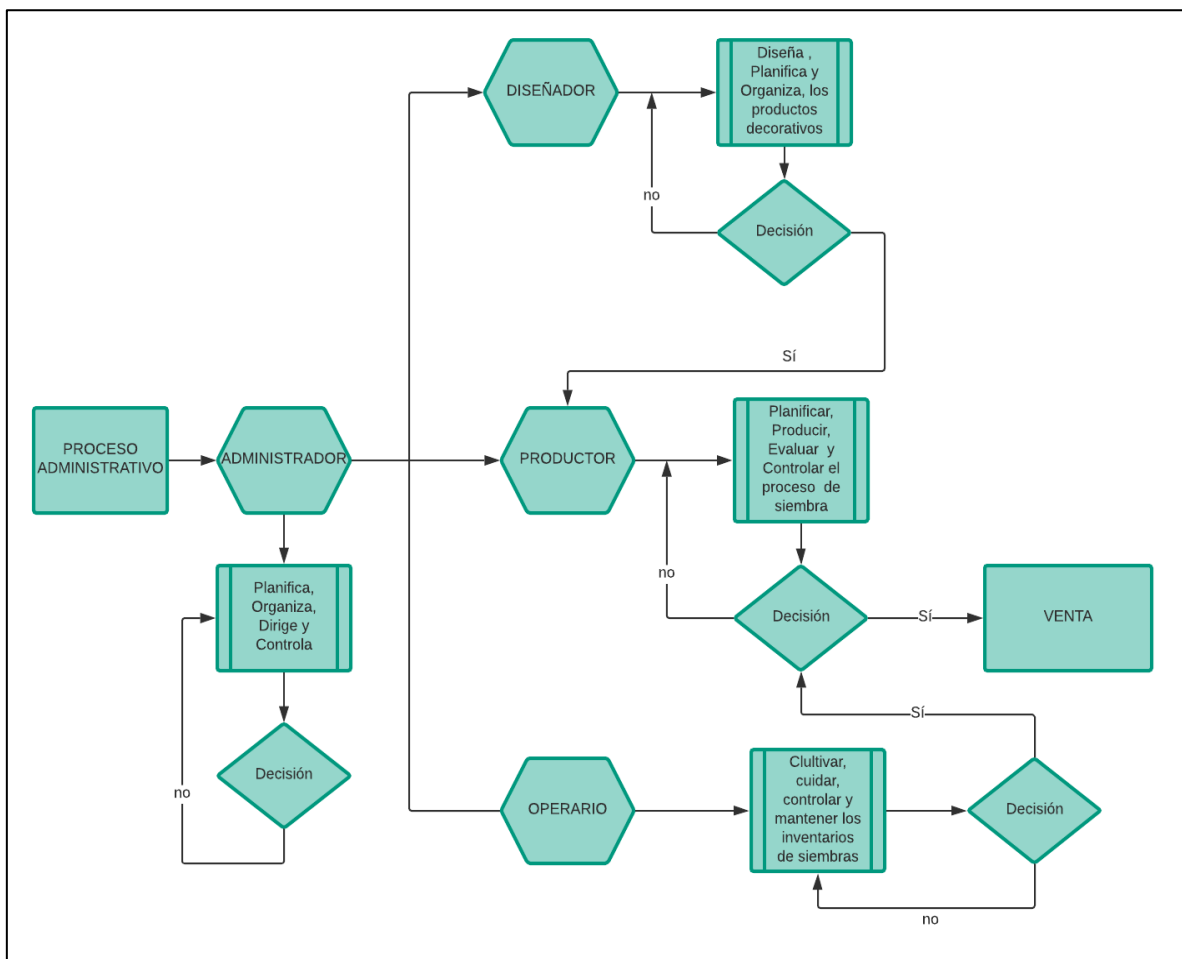 DISEÑADOR
Diseña ,
Planifica y
Organiza, los
productos
decorativos
no
Decisión
Sí
PROCESO
ADMINISTRATIVO
ADMINISTRADOR
PRODUCTOR
Planificar,
Producir,
Evaluar y
Controlar el
proceso de
siembra
no
Decisión
Sí
VENTA
Planifica,
Organiza,
Dirige y
Controla
Decisión
no
Sí
OPERARIO
Clultivar,
cuidar,
controlar y
mantener los
inventarios
de siembras
Decisión
no